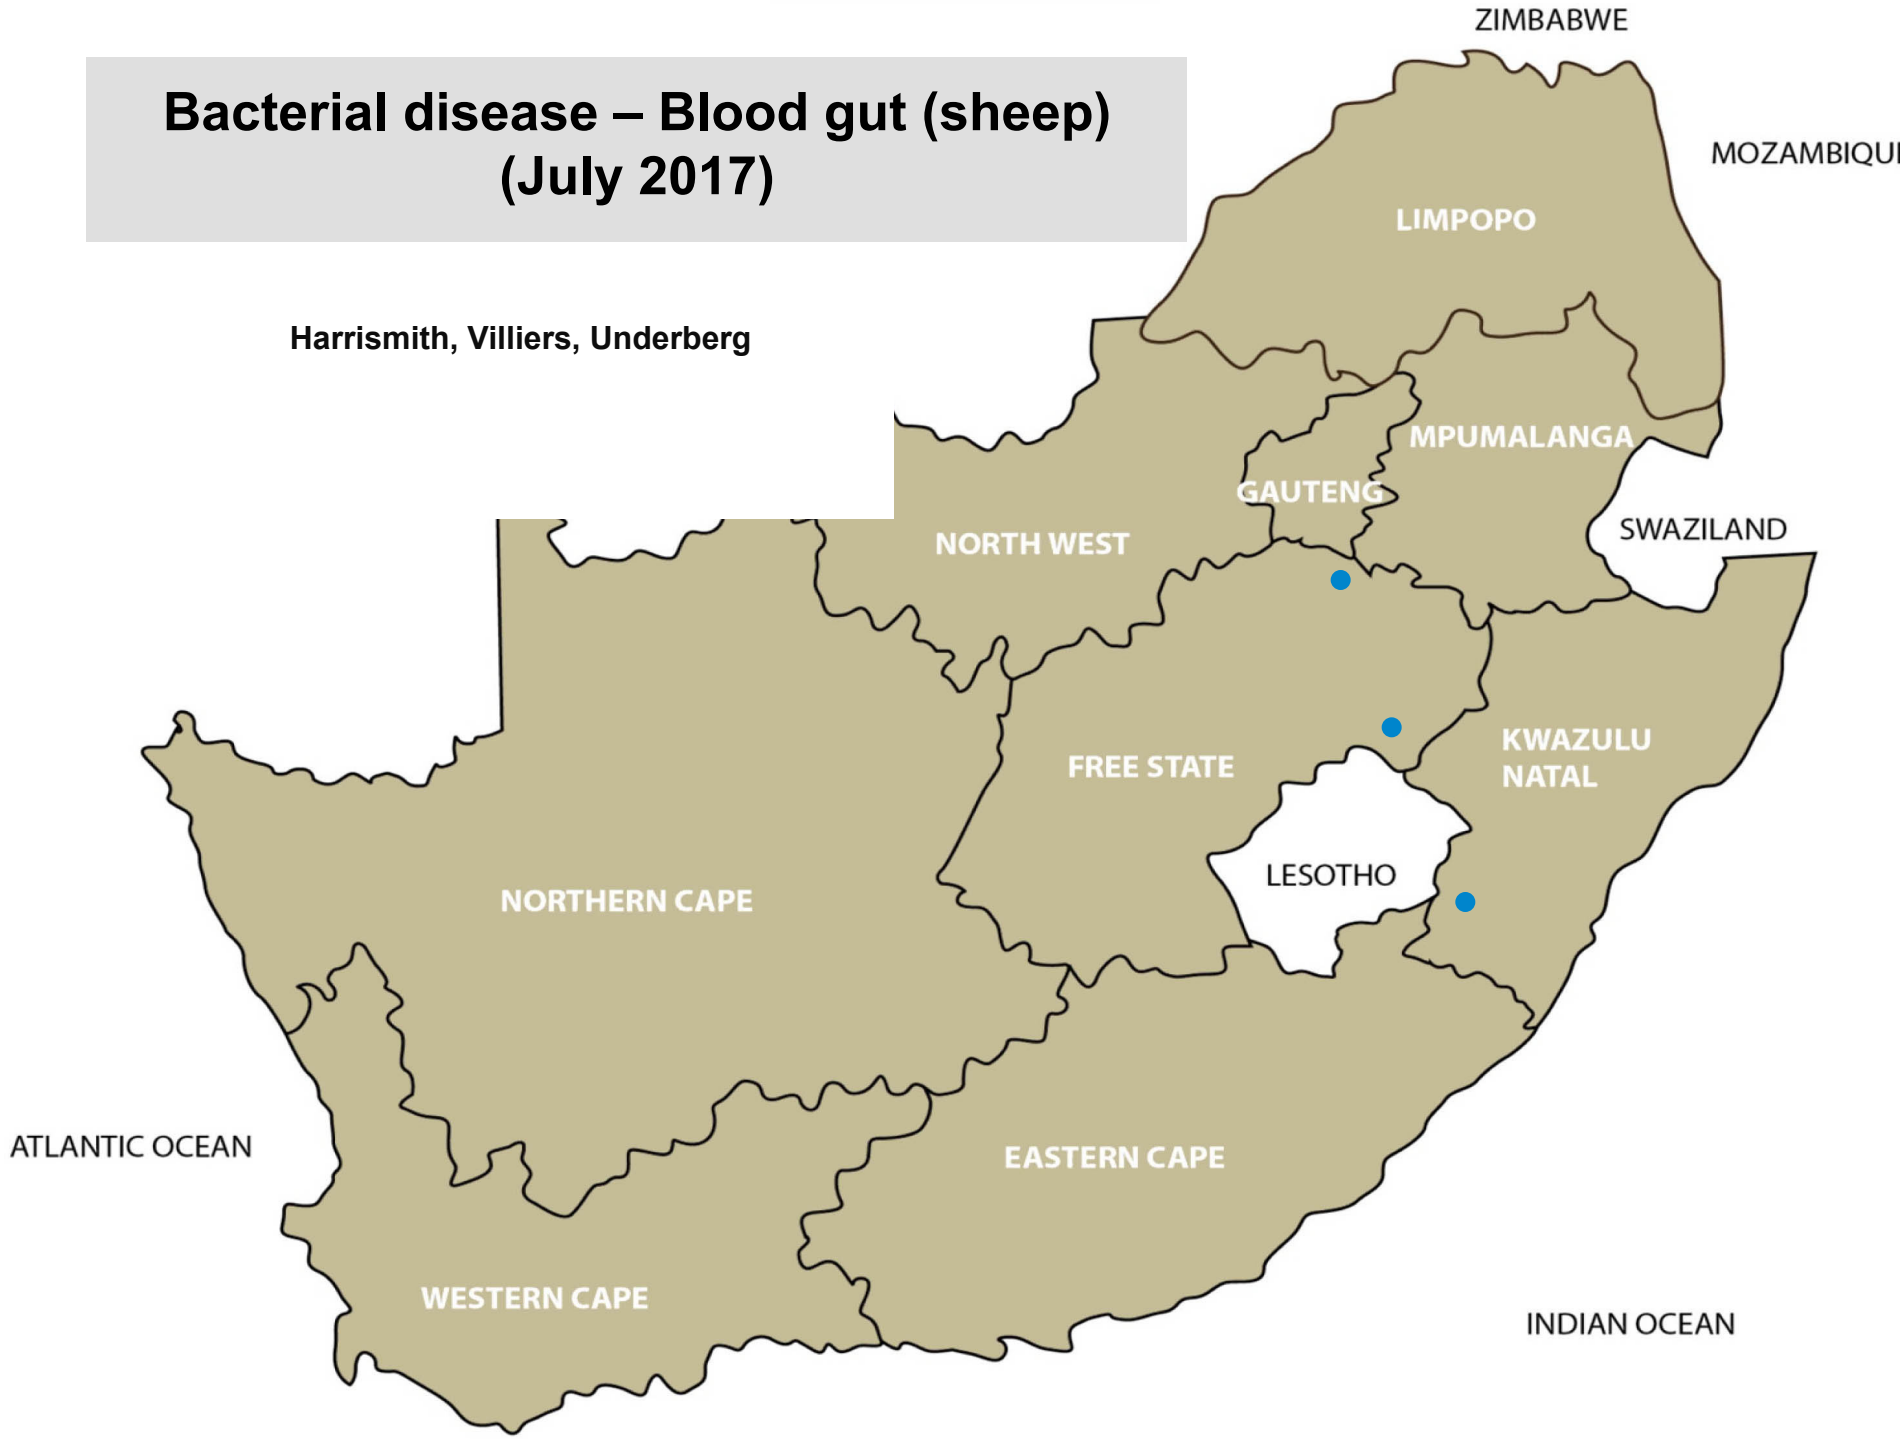 ZIMBABWE
Bacterial disease – Blood gut (sheep)
(July 2017)
MOZAMBIQU
LIMPOPO
Harrismith, Villiers, Underberg
MPUMALANGA
GAUTENG
SWAZILAND
NORTH WEST
KWAZULU
NATAL
FREE STATE
LESOTHO
NORTHERN CAPE
ATLANTIC OCEAN
EASTERN CAPE
WESTERN CAPE
INDIAN OCEAN